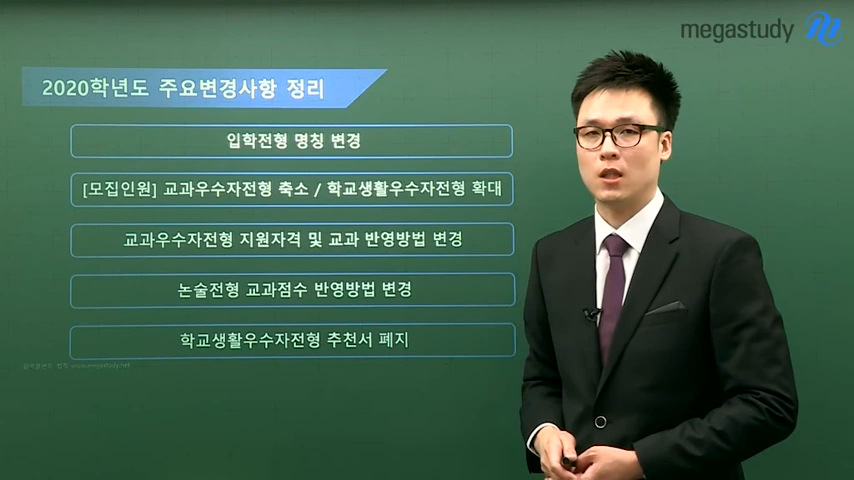 megastudy
2020학년도 주요변경사항 정리
입학전형 명칭 변경
[모집인원] 교과우수자전형 축소 / 학교생활우수자전형 확대
교과우수자전형 지원자격 및 교과 반영방법 변경
논술전형 교과점수 반영방법 변경
학교생활우수자전형 추천서 폐지
www.megastudy.net